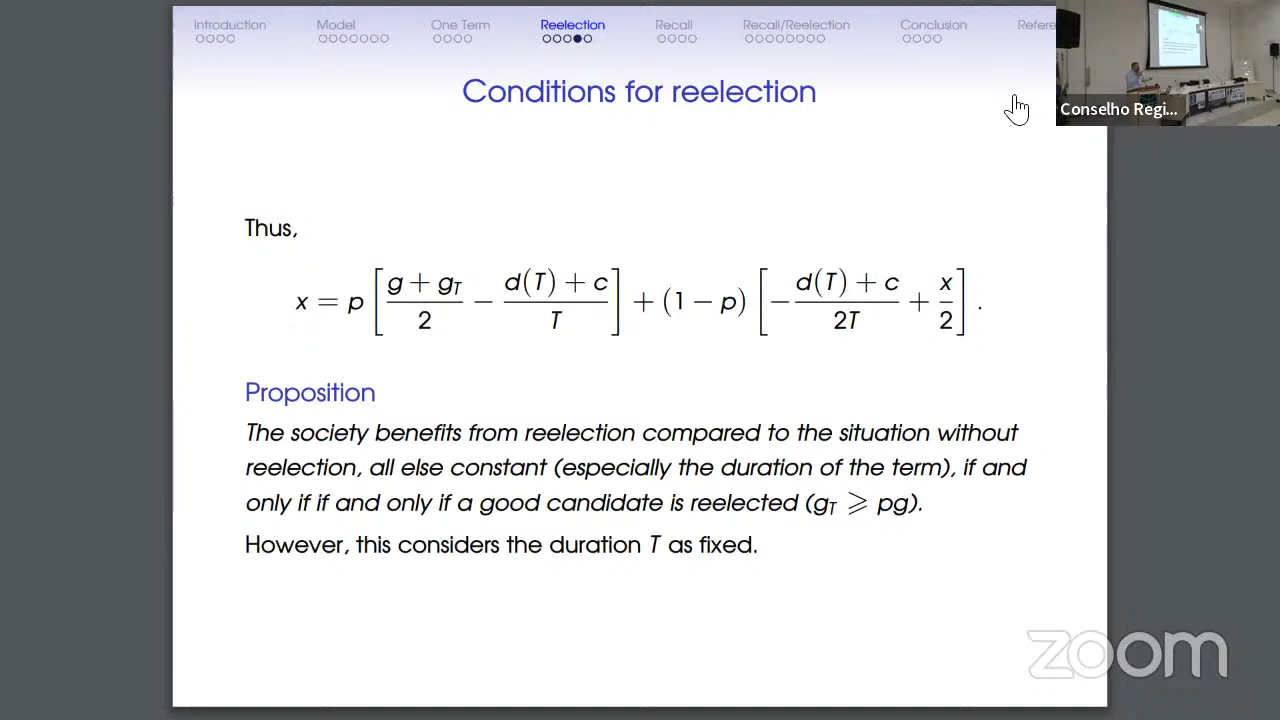 Introduction Model One Term Reelection Recall Recall/Reelection Conclusion Refere
Conselho Regi...
Conditions for reelection
Thus,
x = p [ (g + g_T)/2 − (d(T) + c)/T ] + (1 − p) [ −(d(T) + c)/(2T) + x/2 ] .
Proposition
The society benefits from reelection compared to the situation without
reelection, all else constant (especially the duration of the term), if and
only if if and only if a good candidate is reelected (g_T ⩾ pg).
However, this considers the duration T as fixed.
zoom